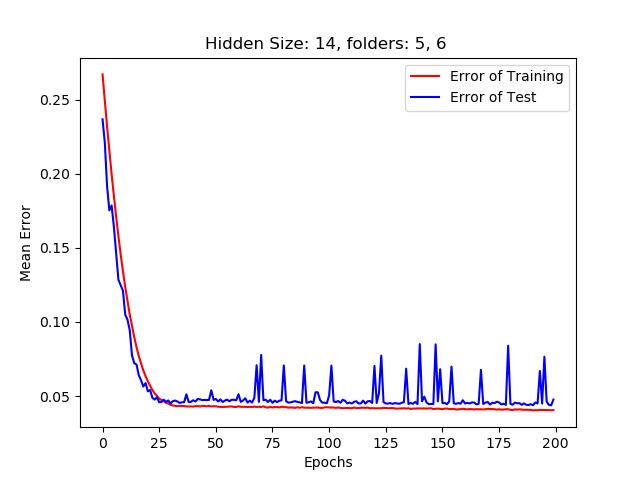 Hidden Size: 14, folders: 5, 6
Error of Training
Error of Test
Mean Error
0.25
0.20
0.15
0.10
0.05
0 25 50 75 100 125 150 175 200
Epochs